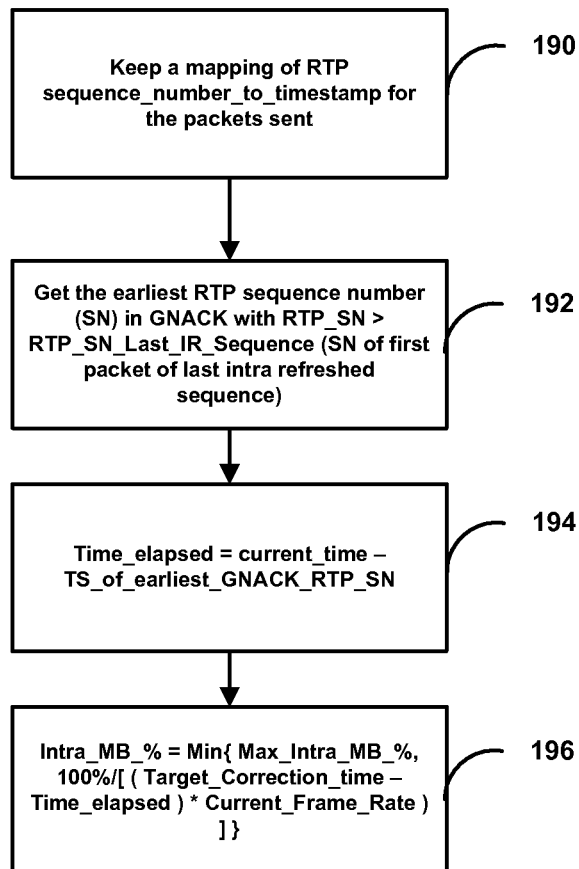 Keep a mapping of RTP
sequence_number_to_timestamp for
the packets sent
190
Get the earliest RTP sequence number
(SN) in GNACK with RTP_SN >
RTP_SN_Last_IR_Sequence (SN of first
packet of last intra refreshed
sequence)
192
Time_elapsed = current_time –
TS_of_earliest_GNACK_RTP_SN
194
Intra_MB_% = Min{ Max_Intra_MB_%,
100%/[ ( Target_Correction_time –
Time_elapsed ) * Current_Frame_Rate )
] }
196